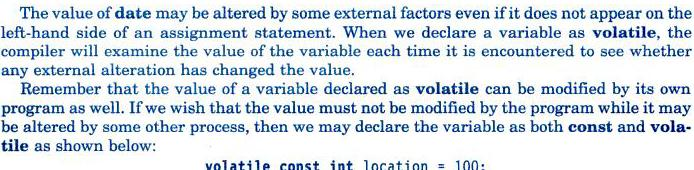 The value of date may be altered by some external factors even if it does not appear on the
left-hand side of an assignment statement. When we declare a variable as volatile, the
compiler will examine the value of the variable each time it is encountered to see whether
any external alteration has changed the value.
Remember that the value of a variable declared as volatile can be modified by its own
program as well. If we wish that the value must not be modified by the program while it may
be altered by some other process, then we may declare the variable as both const and vola-
tile as shown below:
volatile const int location = 100;